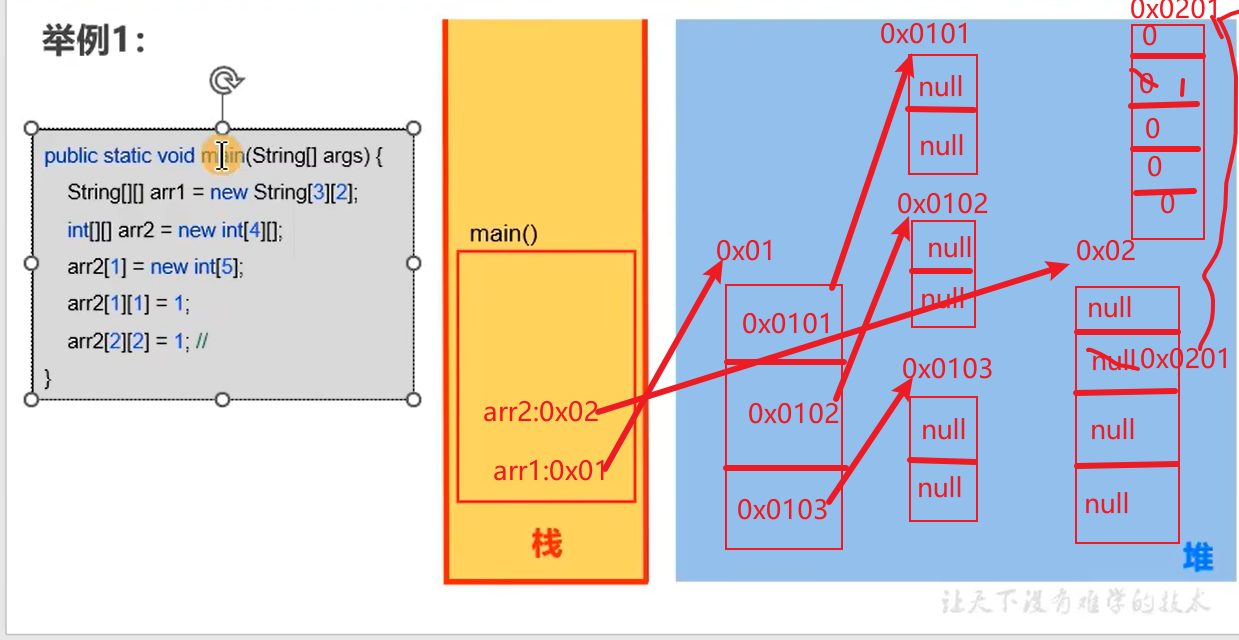 举例1：
public static void main(String[] args) {
String[][] arr1 = new String[3][2];
int[][] arr2 = new int[4][];
arr2[1] = new int[5];
arr2[1][1] = 1;
arr2[2][2] = 1; //
}
main()
arr2:0x02
arr1:0x01
栈
0x01
0x0101
0x0102
0x0103
0x0101
null
null
0x0102
null
null
0x0103
null
null
0x0201
0
0 1
0
0
0
0x02
null
null 0x0201
null
null
堆
让天下没有难学的技术